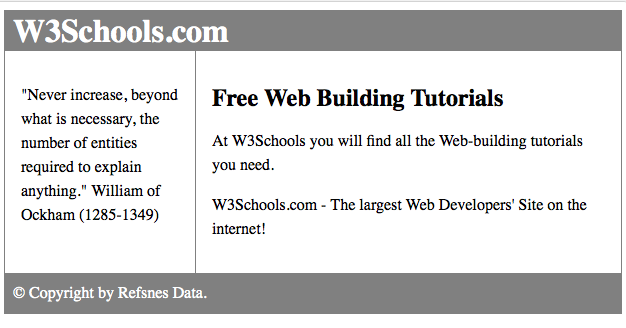 W3Schools.com
"Never increase, beyond
what is necessary, the
number of entities
required to explain
anything." William of
Ockham (1285-1349)
Free Web Building Tutorials
At W3Schools you will find all the Web-building tutorials
you need.
W3Schools.com - The largest Web Developers' Site on the
internet!
© Copyright by Refsnes Data.